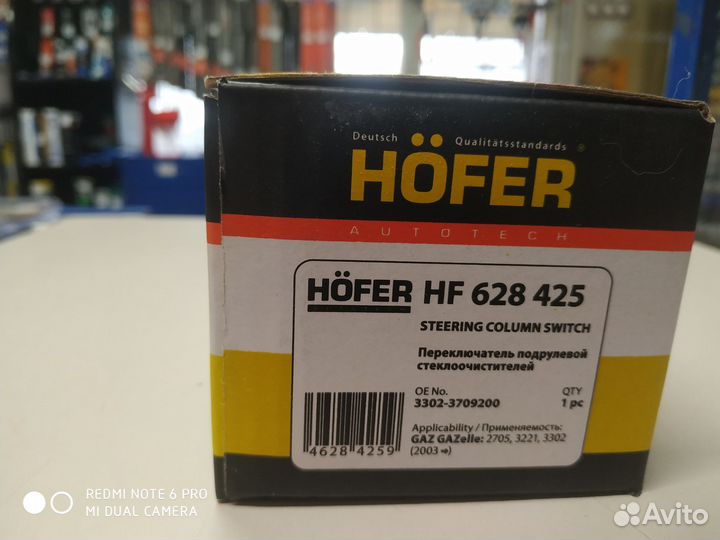 Deutsch Qualitätsstandards
HÖFER®
AUTOTECH
HÖFER HF 628 425
STEERING COLUMN SWITCH
Переключатель подрулевой
стеклоочистителей
OE No. QTY
3302-3709200 1 pc
Applicability / Применяемость:
GAZ GAZelle: 2705, 3221, 3302
(2003 ➔)
4628 4259
REDMI NOTE 6 PRO
MI DUAL CAMERA
Avito